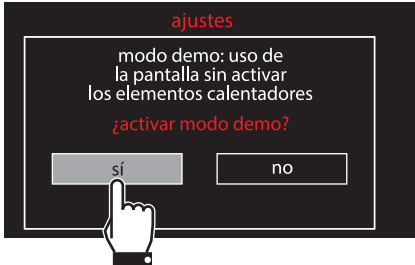 ajustes
modo demo: uso de
la pantalla sin activar
los elementos calentadores
¿activar modo demo?
sí
no